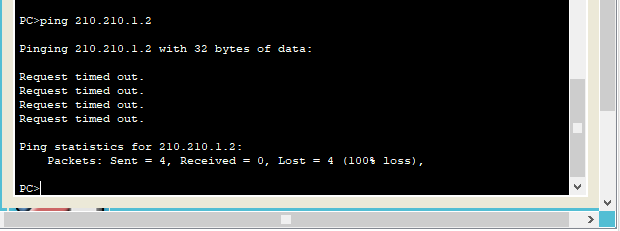 PC>ping 210.210.1.2
Pinging 210.210.1.2 with 32 bytes of data:
Request timed out.
Request timed out.
Request timed out.
Request timed out.
Ping statistics for 210.210.1.2:
    Packets: Sent = 4, Received = 0, Lost = 4 (100% loss),
PC>